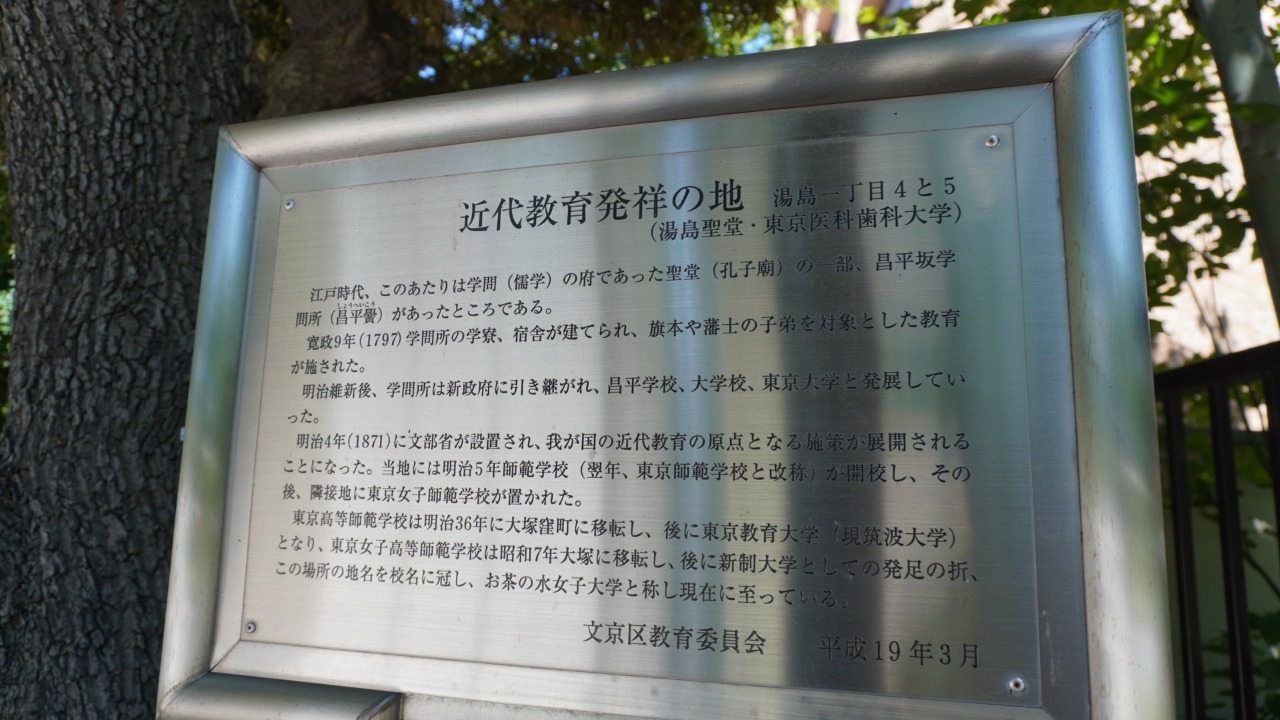 近代教育発祥の地 湯島一丁目4と5
(湯島聖堂・東京医科歯科大学)
江戸時代、このあたりは学問（儒学）の府であった聖堂（孔子廟）の一部、昌平坂学
しょうへいこう
問所（昌平黌）があったところである。
寛政9年(1797)学問所の学寮、宿舎が建てられ、旗本や藩士の子弟を対象とした教育
が施された。
明治維新後、学問所は新政府に引き継がれ、昌平学校、大学校、東京大学と発展してい
った。
明治4年(1871)に文部省が設置され、我が国の近代教育の原点となる施策が展開される
ことになった。当地には明治5年師範学校（翌年、東京師範学校と改称）が開校し、その
後、隣接地に東京女子師範学校が置かれた。
東京高等師範学校は明治36年に大塚窪町に移転し、後に東京教育大学（現筑波大学）
となり、東京女子高等師範学校は昭和7年大塚に移転し、後に新制大学としての発足の折、
この場所の地名を校名に冠し、お茶の水女子大学と称し現在に至っている。
文京区教育委員会 平成19年3月